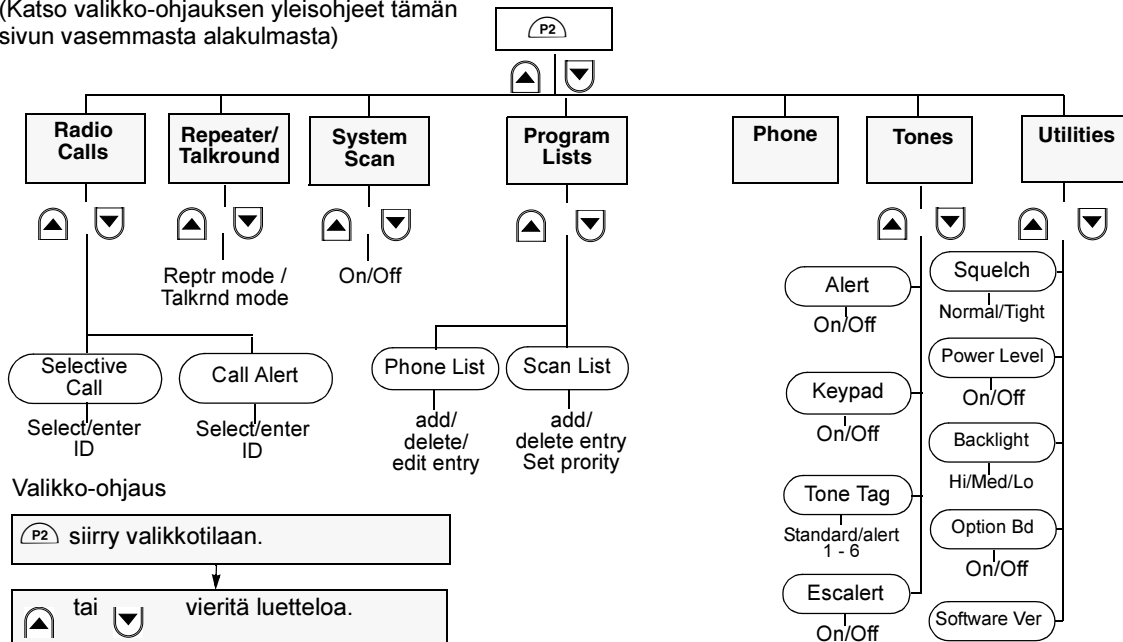 (Katso valikko-ohjauksen yleisohjeet tämän
sivun vasemmasta alakulmasta)
P2
Radio
Calls
Repeater/
Talkround
System
Scan
Program
Lists
Phone
Tones
Utilities
Reptr mode /
Talkrnd mode
On/Off
Selective
Call
Select/enter
ID
Call Alert
Select/enter
ID
Phone List
add/
delete/
edit entry
Scan List
add/
delete entry
Set prority
Alert
On/Off
Keypad
On/Off
Tone Tag
Standard/alert
1 - 6
Escalert
On/Off
Squelch
Normal/Tight
Power Level
On/Off
Backlight
Hi/Med/Lo
Option Bd
On/Off
Software Ver
Valikko-ohjaus
P2 siirry valikkotilaan.
tai vieritä luetteloa.